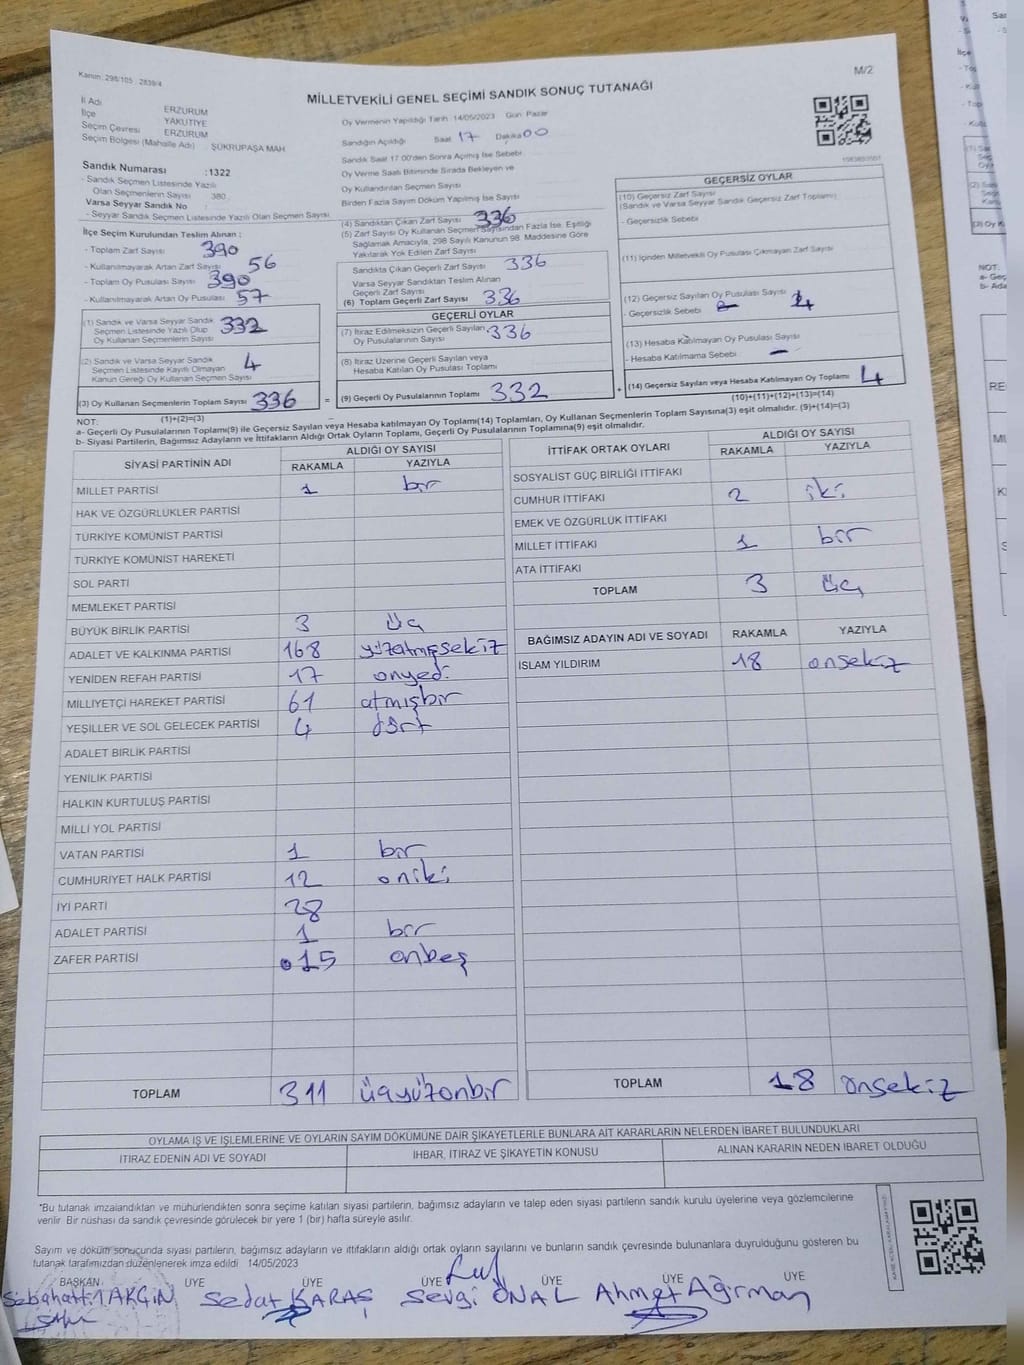 Kanun: 298/105 : 2839/4
M/2
MİLLETVEKİLİ GENEL SEÇİMİ SANDIK SONUÇ TUTANAĞI
İl Adı ERZURUM
İlçe YAKUTİYE
Seçim Çevresi ERZURUM
Seçim Bölgesi (Mahalle Adı) : ŞÜKRUPAŞA MAH
Sandık Numarası :1322
- Sandık Seçmen Listesinde Yazılı
Olan Seçmenlerin Sayısı 380
Varsa Seyyar Sandık No :
- Seyyar Sandık Seçmen Listesinde Yazılı Olan Seçmen Sayısı
İlçe Seçim Kurulundan Teslim Alınan ;
- Toplam Zarf Sayısı 390
- Kullanılmayarak Artan Zarf Sayısı 56
- Toplam Oy Pusulası Sayısı 390
- Kullanılmayarak Artan Oy Pusulası 57
(1) Sandık ve Varsa Seyyar Sandık
Seçmen Listesinde Yazılı Olup
Oy Kullanan Seçmenlerin Sayısı 332
(2) Sandık ve Varsa Seyyar Sandık
Seçmen Listesinde Kayıtlı Olmayan
Kanun Gereği Oy Kullanan Seçmen Sayısı 4
(3) Oy Kullanan Seçmenlerin Toplam Sayısı 336 =
(1)+(2)=(3)
Oy Vermenin Yapıldığı Tarih 14/05/2023 Gün Pazar
Sandığın Açıldığı Saat 17 Dakika 00
Sandık Saat 17.00'den Sonra Açılmış İse Sebebi
Oy Verme Saati Bitiminde Sırada Bekleyen ve
Oy Kullandırılan Seçmen Sayısı
Birden Fazla Sayım Döküm Yapılmış İse Sayısı
(4) Sandıktan Çıkan Zarf Sayısı 336
(5) Zarf Sayısı Oy Kullanan Seçmen Sayısından Fazla İse, Eşitliği
Sağlamak Amacıyla, 298 Sayılı Kanunun 98. Maddesine Göre
Yakılarak Yok Edilen Zarf Sayısı
Sandıkta Çıkan Geçerli Zarf Sayısı 336
Varsa Seyyar Sandıktan Teslim Alınan
Geçerli Zarf Sayısı
(6) Toplam Geçerli Zarf Sayısı 336
GEÇERLİ OYLAR
(7) İtiraz Edilmeksizin Geçerli Sayılan
Oy Pusulalarının Sayısı 336
(8) İtiraz Üzerine Geçerli Sayılan veya
Hesaba Katılan Oy Pusulası Toplamı
(9) Geçerli Oy Pusulalarının Toplamı 332 +
GEÇERSİZ OYLAR
(10) Geçersiz Zarf Sayısı
(Sandık ve Varsa Seyyar Sandık Geçersiz Zarf Toplamı)
- Geçersizlik Sebebi
(11) İçinden Milletvekili Oy Pusulası Çıkmayan Zarf Sayısı
(12) Geçersiz Sayılan Oy Pusulası Sayısı 4
- Geçersizlik Sebebi
(13) Hesaba Katılmayan Oy Pusulası Sayısı
- Hesaba Katılmama Sebebi —
(14) Geçersiz Sayılan veya Hesaba Katılmayan Oy Toplamı 4
(10)+(11)+(12)+(13)=(14)
NOT:
a- Geçerli Oy Pusulalarının Toplamı(9) ile Geçersiz Sayılan veya Hesaba katılmayan Oy Toplamı(14) Toplamları, Oy Kullanan Seçmenlerin Toplam Sayısına(3) eşit olmalıdır. (9)+(14)=(3)
b- Siyasi Partilerin, Bağımsız Adayların ve İttifakların Aldığı Ortak Oyların Toplamı, Geçerli Oy Pusulalarının Toplamına(9) eşit olmalıdır.
SİYASİ PARTİNİN ADI ALDIĞI OY SAYISI
RAKAMLA YAZIYLA
MİLLET PARTİSİ 1 bir
HAK VE ÖZGÜRLÜKLER PARTİSİ
TÜRKİYE KOMÜNİST PARTİSİ
TÜRKİYE KOMÜNİST HAREKETİ
SOL PARTİ
MEMLEKET PARTİSİ
BÜYÜK BİRLİK PARTİSİ 3 üç
ADALET VE KALKINMA PARTİSİ 168 yüzatmışsekiz
YENİDEN REFAH PARTİSİ 17 onyedi
MİLLİYETÇİ HAREKET PARTİSİ 61 atmışbir
YEŞİLLER VE SOL GELECEK PARTİSİ 4 dört
ADALET BİRLİK PARTİSİ
YENİLİK PARTİSİ
HALKIN KURTULUŞ PARTİSİ
MİLLİ YOL PARTİSİ
VATAN PARTİSİ 1 bir
CUMHURİYET HALK PARTİSİ 12 oniki
İYİ PARTİ 28
ADALET PARTİSİ 1 bir
ZAFER PARTİSİ 15 onbeş
TOPLAM 311 üçyüzonbir
İTTİFAK ORTAK OYLARI ALDIĞI OY SAYISI
RAKAMLA YAZIYLA
SOSYALİST GÜÇ BİRLİĞİ İTTİFAKI
CUMHUR İTTİFAKI 2 iki
EMEK VE ÖZGÜRLÜK İTTİFAKI
MİLLET İTTİFAKI 1 bir
ATA İTTİFAKI
TOPLAM 3 üç
BAĞIMSIZ ADAYIN ADI VE SOYADI RAKAMLA YAZIYLA
İSLAM YILDIRIM 18 onsekiz
TOPLAM 18 onsekiz
OYLAMA İŞ VE İŞLEMLERİNE VE OYLARIN SAYIM DÖKÜMÜNE DAİR ŞİKAYETLERLE BUNLARA AİT KARARLARIN NELERDEN İBARET BULUNDUKLARI
İTİRAZ EDENİN ADI VE SOYADI İHBAR, İTİRAZ VE ŞİKAYETİN KONUSU ALINAN KARARIN NEDEN İBARET OLDUĞU
*Bu tutanak imzalandıktan ve mühürlendikten sonra seçime katılan siyasi partilerin, bağımsız adayların ve talep eden siyasi partilerin sandık kurulu üyelerine veya gözlemcilerine
verilir. Bir nüshası da sandık çevresinde görülecek bir yere 1 (bir) hafta süreyle asılır.
Sayım ve döküm sonucunda siyasi partilerin, bağımsız adayların ve ittifakların aldığı ortak oyların sayılarını ve bunların sandık çevresinde bulunanlara duyrulduğunu gösteren bu
tutanak tarafımızdan düzenlenerek imza edildi 14/05/2023
BAŞKAN ÜYE ÜYE ÜYE ÜYE ÜYE ÜYE
Sebahattin AKÇİN Sedat KARAŞ Sevgi ÖNAL Ahmet Ağırman